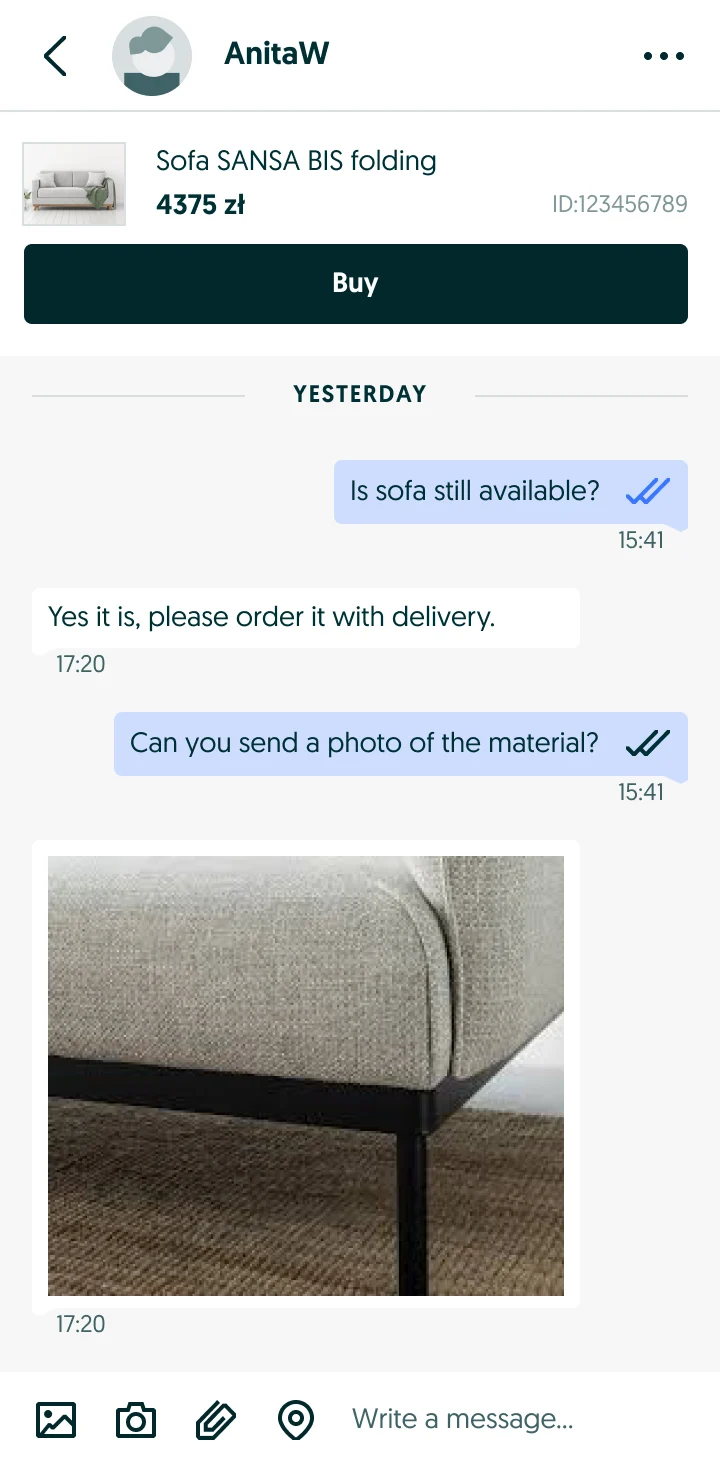 AnitaW
Sofa SANSA BIS folding
4375 zł
ID:123456789
Buy
YESTERDAY
Is sofa still available?
15:41
Yes it is, please order it with delivery.
17:20
Can you send a photo of the material?
15:41
17:20
Write a message...